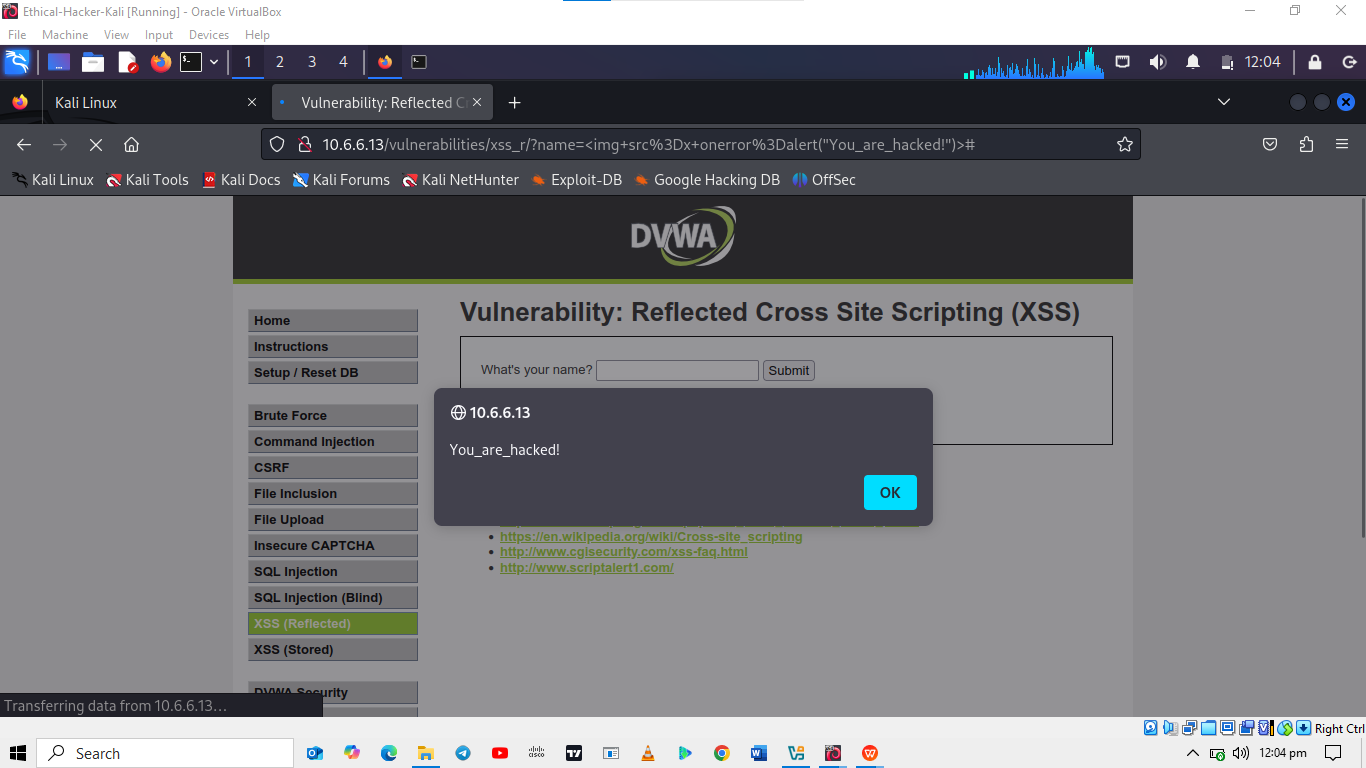 Ethical-Hacker-Kali [Running] - Oracle VirtualBox
File Machine View Input Devices Help
1 2 3 4 12:04
Kali Linux Vulnerability: Reflected C
10.6.6.13/vulnerabilities/xss_r/?name=<img+src%3Dx+onerror%3Dalert("You_are_hacked!")>#
Kali Linux Kali Tools Kali Docs Kali Forums Kali NetHunter Exploit-DB Google Hacking DB OffSec
DVWA
Vulnerability: Reflected Cross Site Scripting (XSS)
Home
Instructions
Setup / Reset DB
Brute Force
Command Injection
CSRF
File Inclusion
File Upload
Insecure CAPTCHA
SQL Injection
SQL Injection (Blind)
XSS (Reflected)
XSS (Stored)
DVWA Security
What's your name? Submit
10.6.6.13
You_are_hacked!
OK
https://en.wikipedia.org/wiki/Cross-site_scripting
http://www.cgisecurity.com/xss-faq.html
http://www.scriptalert1.com/
Transferring data from 10.6.6.13…
Right Ctrl
Search 12:04 pm